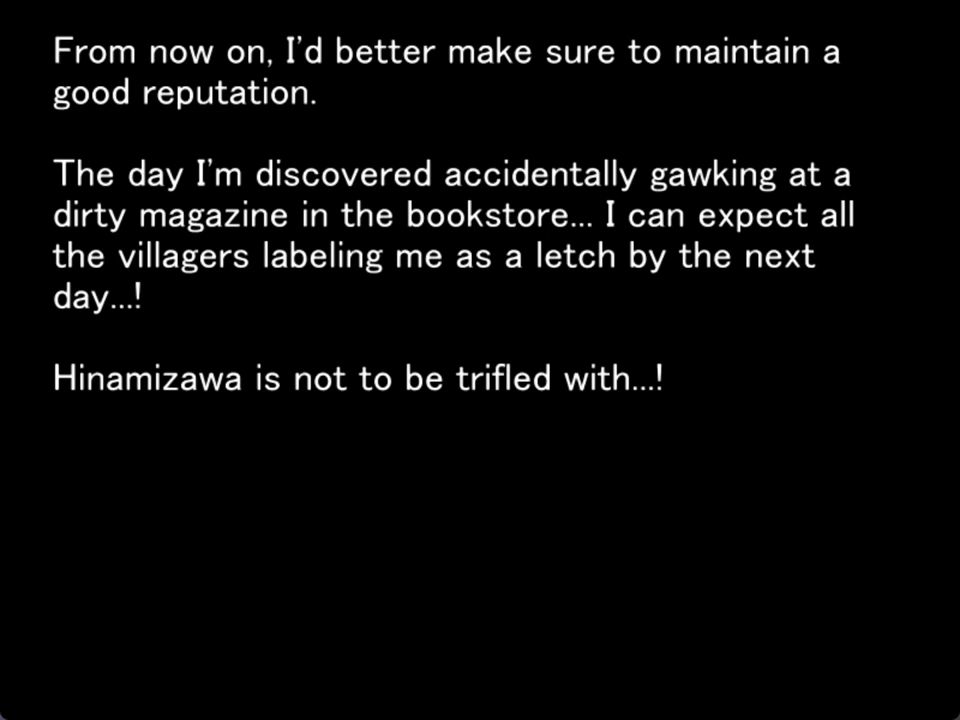 From now on, I'd better make sure to maintain a
good reputation.
The day I'm discovered accidentally gawking at a
dirty magazine in the bookstore... I can expect all
the villagers labeling me as a letch by the next
day...!
Hinamizawa is not to be trifled with...!